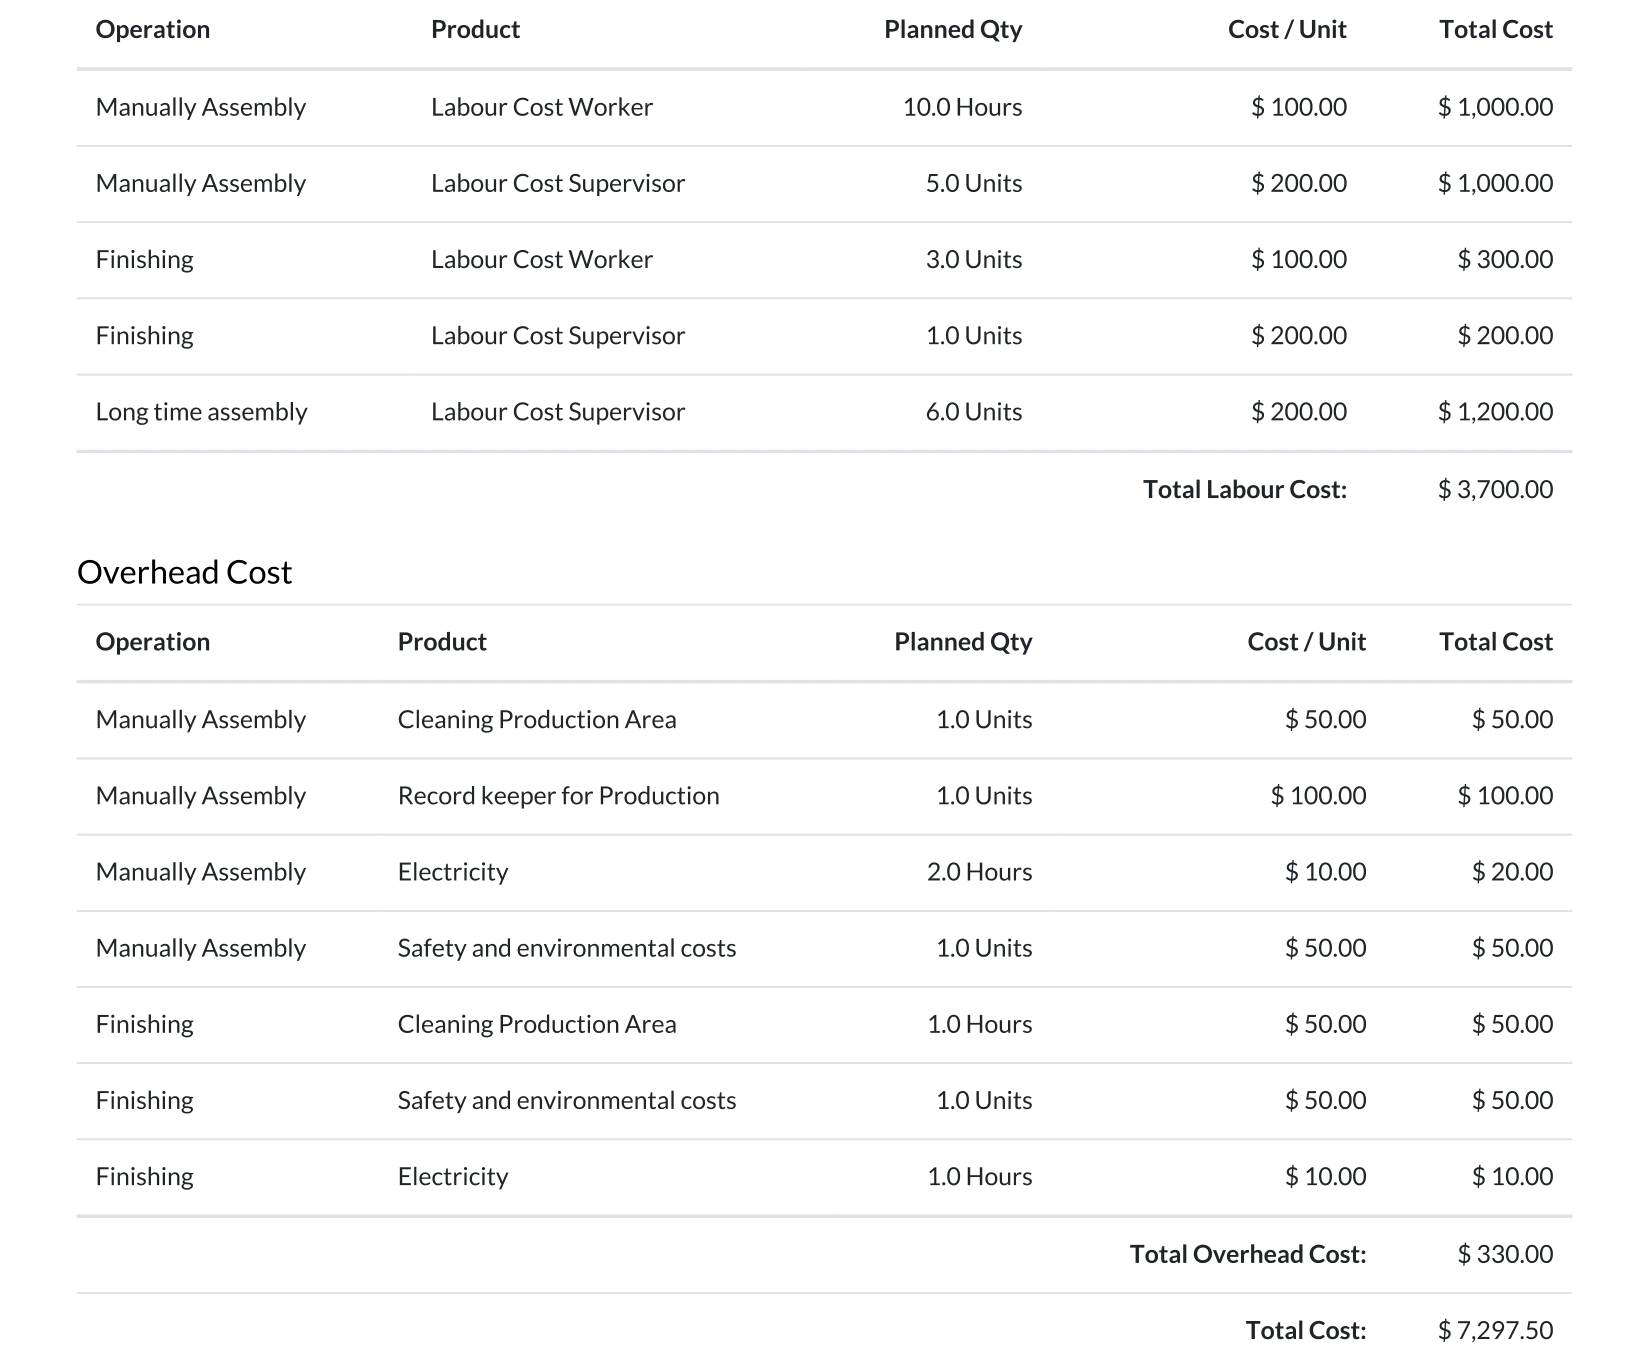 Operation Product Planned Qty Cost / Unit Total Cost
Manually Assembly Labour Cost Worker 10.0 Hours $ 100.00 $ 1,000.00
Manually Assembly Labour Cost Supervisor 5.0 Units $ 200.00 $ 1,000.00
Finishing Labour Cost Worker 3.0 Units $ 100.00 $ 300.00
Finishing Labour Cost Supervisor 1.0 Units $ 200.00 $ 200.00
Long time assembly Labour Cost Supervisor 6.0 Units $ 200.00 $ 1,200.00
Total Labour Cost: $ 3,700.00
Overhead Cost
Operation Product Planned Qty Cost / Unit Total Cost
Manually Assembly Cleaning Production Area 1.0 Units $ 50.00 $ 50.00
Manually Assembly Record keeper for Production 1.0 Units $ 100.00 $ 100.00
Manually Assembly Electricity 2.0 Hours $ 10.00 $ 20.00
Manually Assembly Safety and environmental costs 1.0 Units $ 50.00 $ 50.00
Finishing Cleaning Production Area 1.0 Hours $ 50.00 $ 50.00
Finishing Safety and environmental costs 1.0 Units $ 50.00 $ 50.00
Finishing Electricity 1.0 Hours $ 10.00 $ 10.00
Total Overhead Cost: $ 330.00
Total Cost: $ 7,297.50